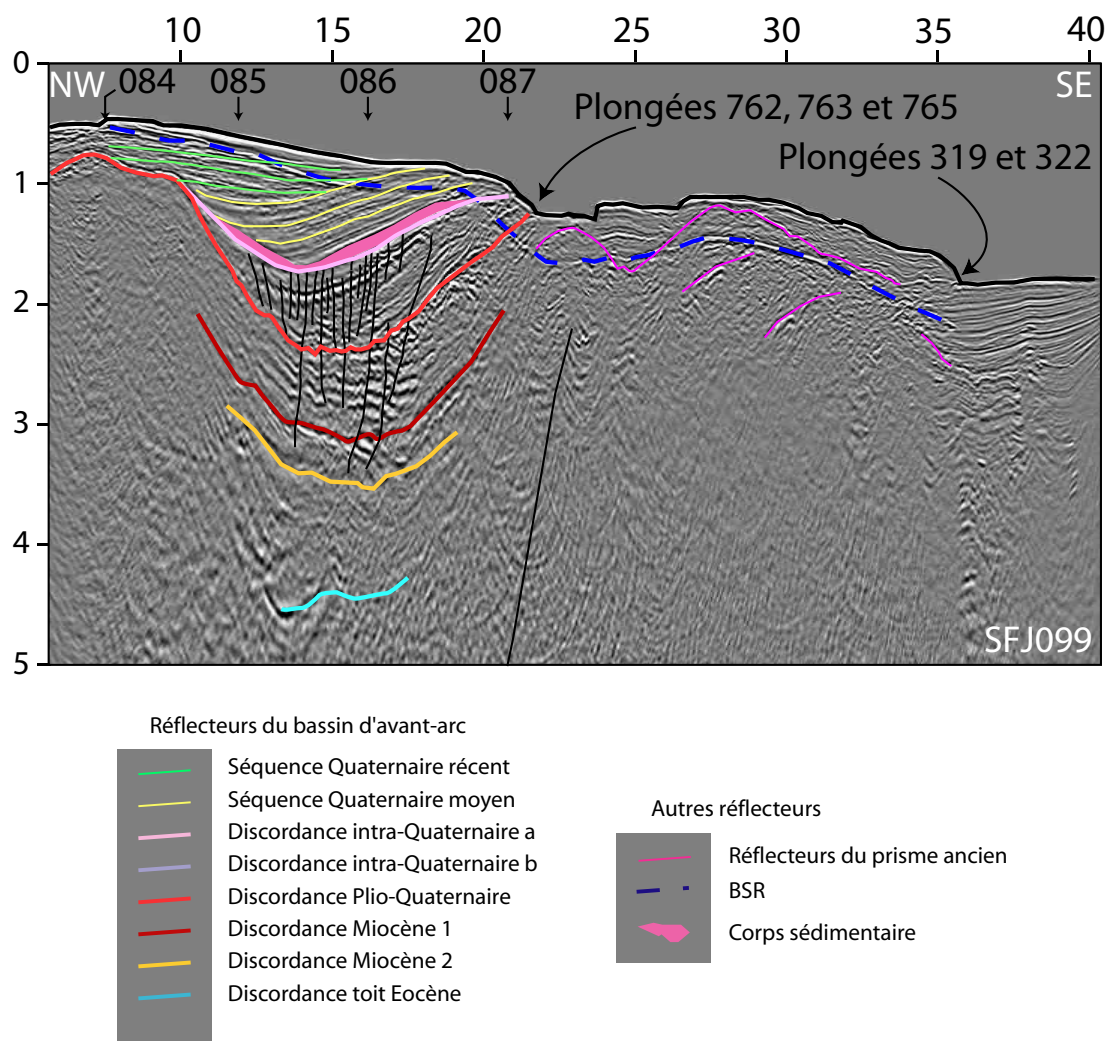 10 15 20 25 30 35 40
0
NW 084 085 086 087 SE
Plongées 762, 763 et 765
Plongées 319 et 322
1
2
3
4
5
SFJ099
Réflecteurs du bassin d'avant-arc
Séquence Quaternaire récent
Séquence Quaternaire moyen
Discordance intra-Quaternaire a
Discordance intra-Quaternaire b
Discordance Plio-Quaternaire
Discordance Miocène 1
Discordance Miocène 2
Discordance toit Eocène
Autres réflecteurs
Réflecteurs du prisme ancien
BSR
Corps sédimentaire